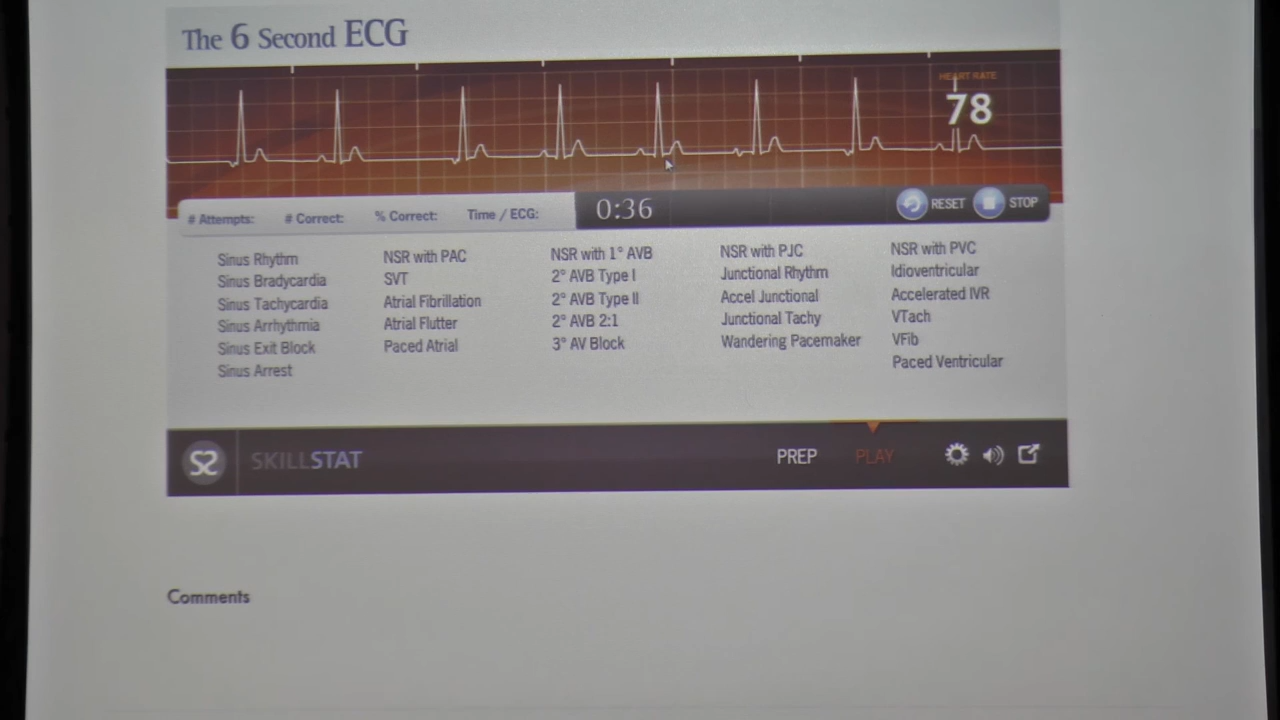 The 6 Second ECG
HEART RATE
78
# Attempts: # Correct: % Correct: Time / ECG: 0:36 RESET STOP
Sinus Rhythm NSR with PAC NSR with 1° AVB NSR with PJC NSR with PVC
Sinus Bradycardia SVT 2° AVB Type I Junctional Rhythm Idioventricular
Sinus Tachycardia Atrial Fibrillation 2° AVB Type II Accel Junctional Accelerated IVR
Sinus Arrhythmia Atrial Flutter 2° AVB 2:1 Junctional Tachy VTach
Sinus Exit Block Paced Atrial 3° AV Block Wandering Pacemaker VFib
Sinus Arrest Paced Ventricular
SKILLSTAT PREP PLAY
Comments